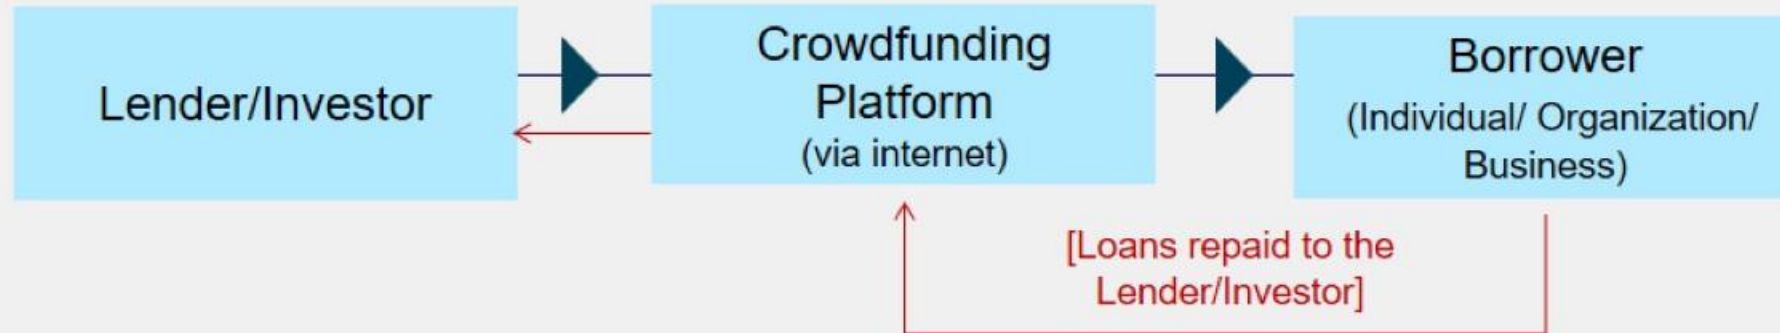 Lender/Investor
Crowdfunding
Platform
(via internet)
Borrower
(Individual/ Organization/
Business)
[Loans repaid to the
Lender/Investor]